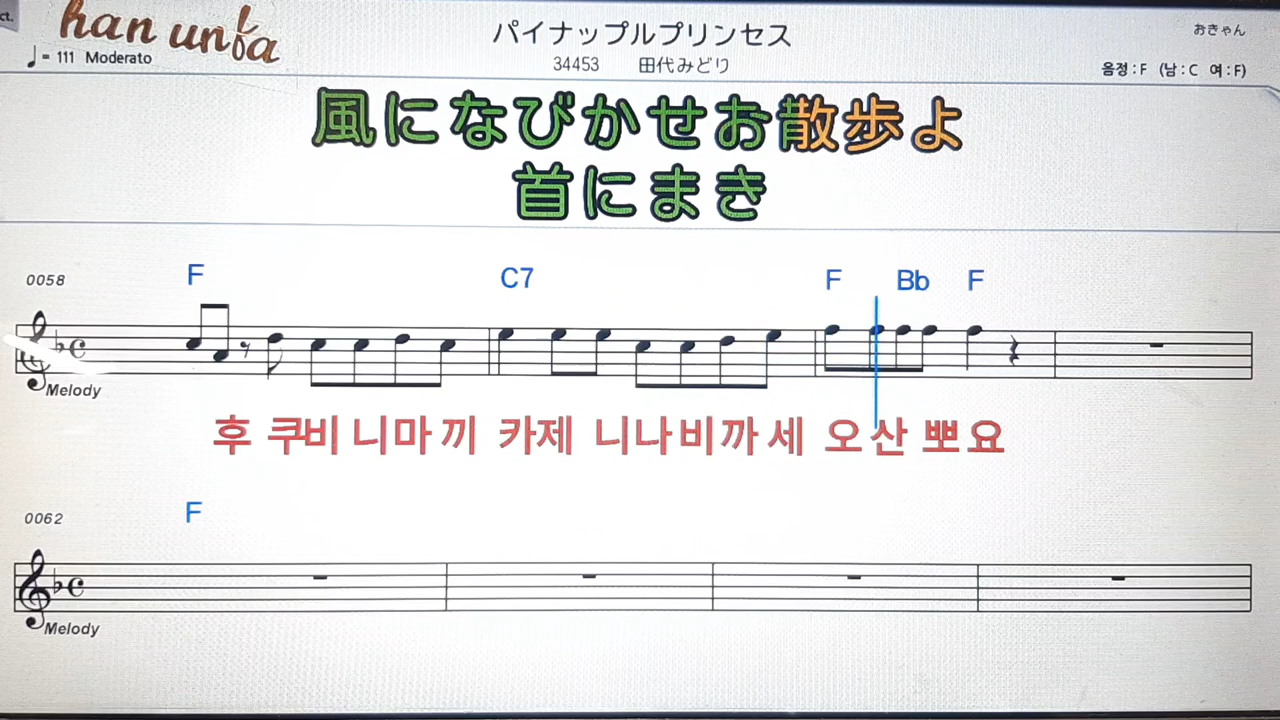 ct.
han unfa
♩= 111 Moderato
パイナップルプリンセス
34453 田代みどり
おきゃん
음정 : F (남 : C 여 : F)
風になびかせお散歩よ
首にまき
0058
F C7 F Bb F
Melody
후 쿠비 니마 끼 카제 니나비까세 오산 뽀요
0062
F
Melody